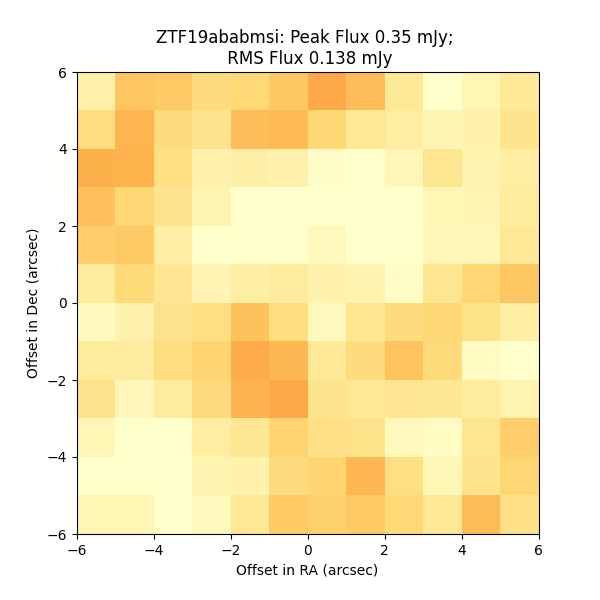 ZTF19ababmsi: Peak Flux 0.35 mJy;
RMS Flux 0.138 mJy
6
4
2
0
−2
−4
−6
Offset in Dec (arcsec)
−6 −4 −2 0 2 4 6
Offset in RA (arcsec)